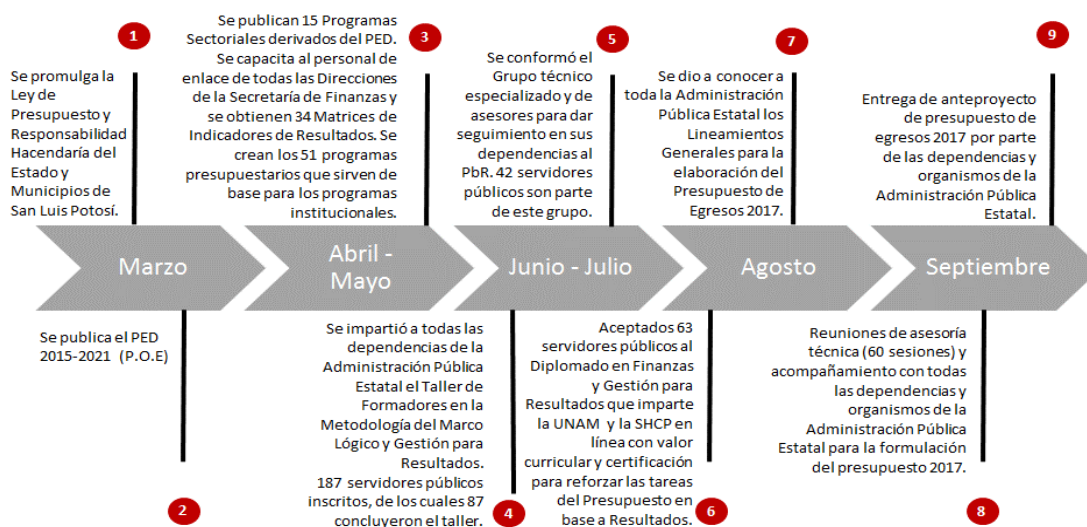 1
Se promulga la
Ley de
Presupuesto y
Responsabilidad
Hacendaría del
Estado y
Municipios de
San Luis Potosí.
3
Se publican 15 Programas
Sectoriales derivados del PED.
Se capacita al personal de
enlace de todas las Direcciones
de la Secretaría de Finanzas y
se obtienen 34 Matrices de
Indicadores de Resultados. Se
crean los 51 programas
presupuestarios que sirven de
base para los programas
institucionales.
5
Se conformó el
Grupo técnico
especializado y de
asesores para dar
seguimiento en sus
dependencias al
PbR. 42 servidores
públicos son parte
de este grupo.
7
Se dio a conocer a
toda la Administración
Pública Estatal los
Lineamientos
Generales para la
elaboración del
Presupuesto de
Egresos 2017.
9
Entrega de anteproyecto
de presupuesto de
egresos 2017 por parte
de las dependencias y
organismos de la
Administración Pública
Estatal.
Marzo
Abril -
Mayo
Junio - Julio
Agosto
Septiembre
Se publica el PED
2015-2021 (P.O.E)
2
Se impartió a todas las
dependencias de la
Administración Pública
Estatal el Taller de
Formadores en la
Metodología del Marco
Lógico y Gestión para
Resultados.
187 servidores públicos
inscritos, de los cuales 87
concluyeron el taller.
4
Aceptados 63
servidores públicos al
Diplomado en Finanzas
y Gestión para
Resultados que imparte
la UNAM y la SHCP en
línea con valor
curricular y certificación
para reforzar las tareas
del Presupuesto en
base a Resultados.
6
Reuniones de asesoría
técnica (60 sesiones) y
acompañamiento con todas
las dependencias y
organismos de la
Administración Pública
Estatal para la formulación
del presupuesto 2017.
8